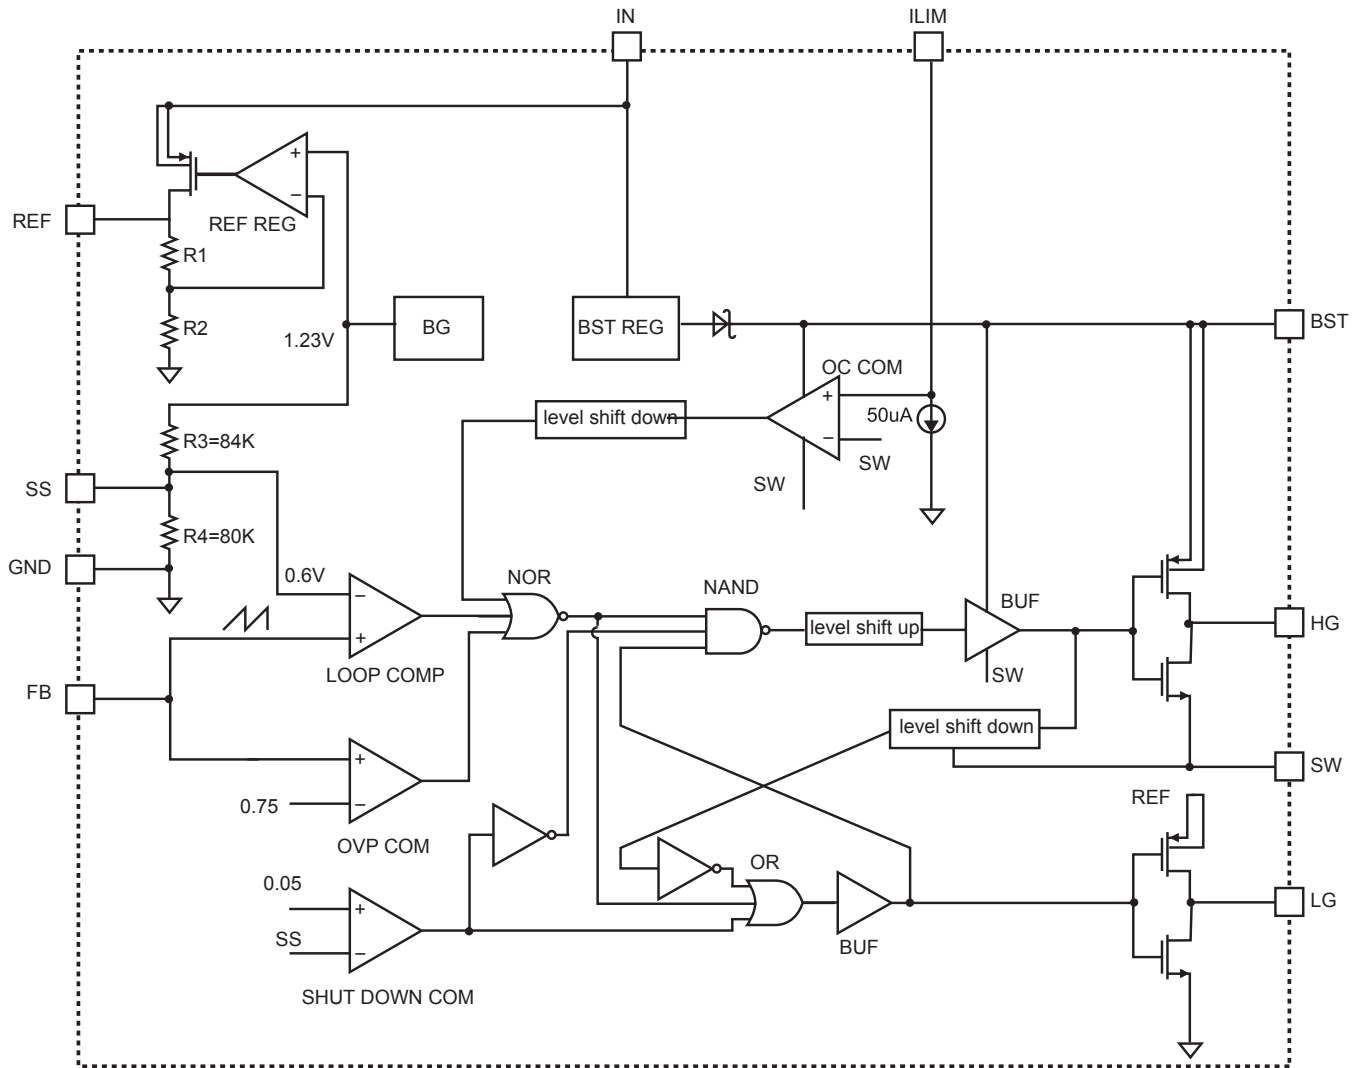 IN
ILIM
+
−
REF
REF REG
R1
R2
1.23V
BG
BST REG
BST
OC COM
+
−
50uA
level shift down
SW
SW
R3=84K
SS
R4=80K
GND
0.6V
−
+
LOOP COMP
NOR
NAND
level shift up
BUF
SW
HG
FB
level shift down
SW
+
−
0.75
OVP COM
REF
0.05
+
SS
−
SHUT DOWN COM
OR
BUF
LG